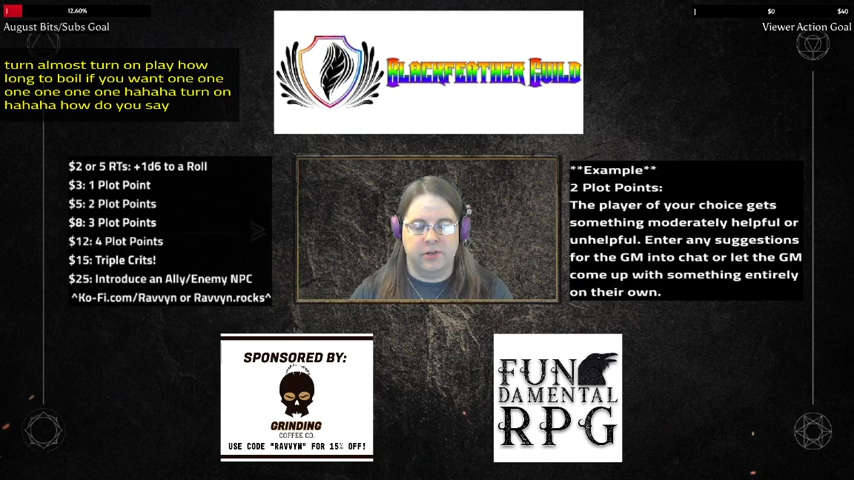 12.60%
$0
$40
August Bits/Subs Goal
Viewer Action Goal
turn almost turn on play how
long to boil if you want one one
one one one one hahaha turn on
hahaha how do you say
BLACKFEATHER GUILD
$2 or 5 RTs: +1d6 to a Roll
$3: 1 Plot Point
$5: 2 Plot Points
$8: 3 Plot Points
$12: 4 Plot Points
$15: Triple Crits!
$25: Introduce an Ally/Enemy NPC
^Ko-Fi.com/Ravvyn or Ravvyn.rocks^
**Example**
2 Plot Points:
The player of your choice gets
something moderately helpful or
unhelpful. Enter any suggestions
for the GM into chat or let the GM
come up with something entirely
on their own.
SPONSORED BY:
GRINDING
COFFEE CO.
USE CODE "RAVVYN" FOR 15% OFF!
FUN
DAMENTAL
RPG